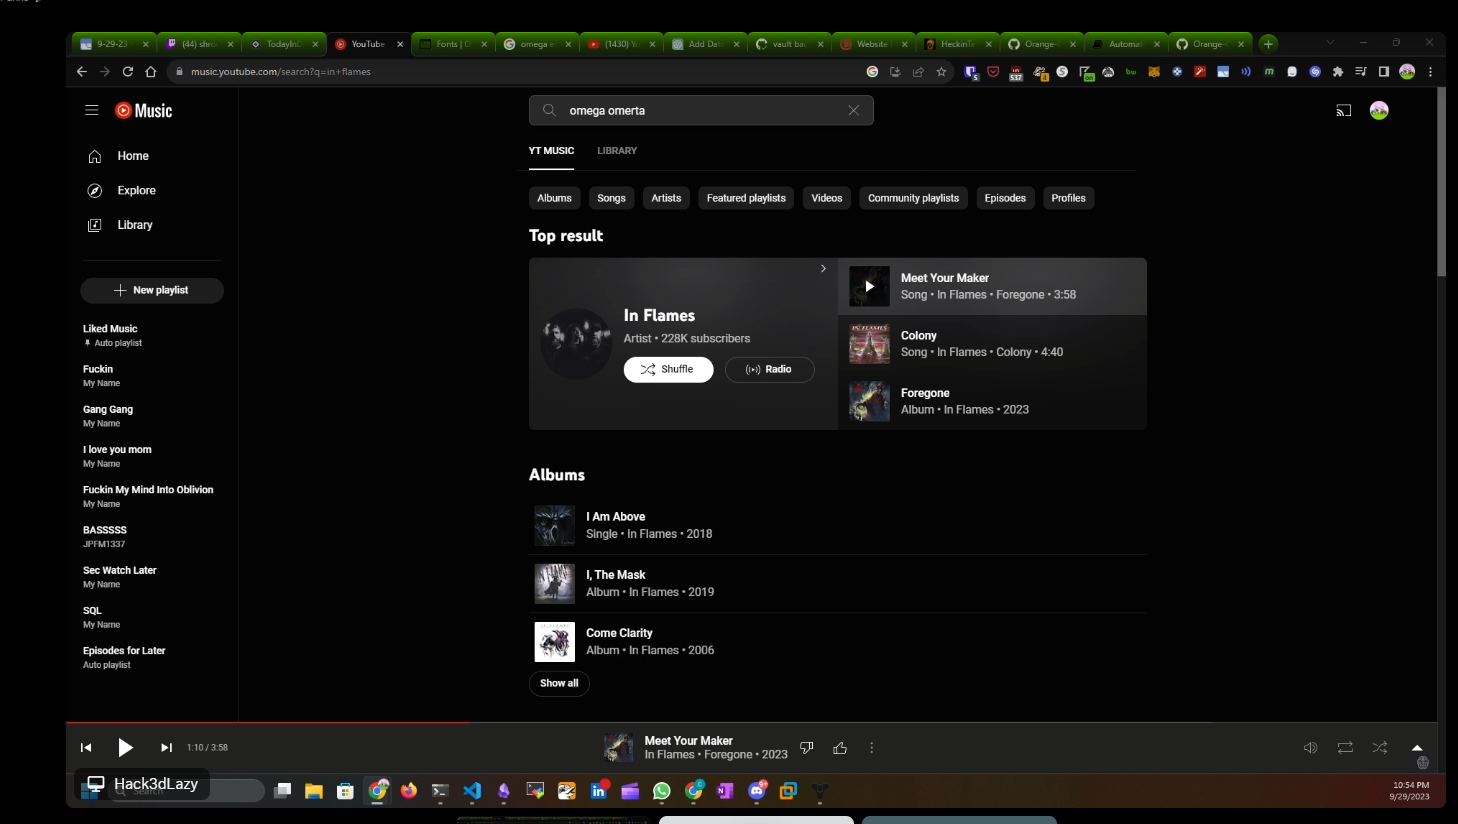 9-29-23
(44) shro
TodayInD
YouTube
Fonts | D
omega e
(1430) Yo
Add Data
vault ba
Website
HeckinTe
Orange-
Automat
Orange-
music.youtube.com/search?q=in+flames
Music
omega omerta
Home
Explore
Library
New playlist
Liked Music
Auto playlist
Fuckin
My Name
Gang Gang
My Name
I love you mom
My Name
Fuckin My Mind Into Oblivion
My Name
BASSSSS
JPFM1337
Sec Watch Later
My Name
SQL
My Name
Episodes for Later
Auto playlist
YT MUSIC LIBRARY
Albums Songs Artists Featured playlists Videos Community playlists Episodes Profiles
Top result
In Flames
Artist • 228K subscribers
Shuffle
Radio
Meet Your Maker
Song • In Flames • Foregone • 3:58
Colony
Song • In Flames • Colony • 4:40
Foregone
Album • In Flames • 2023
Albums
I Am Above
Single • In Flames • 2018
I, The Mask
Album • In Flames • 2019
Come Clarity
Album • In Flames • 2006
Show all
1:10 / 3:58
Meet Your Maker
In Flames • Foregone • 2023
Hack3dLazy
Search
10:54 PM
9/29/2023